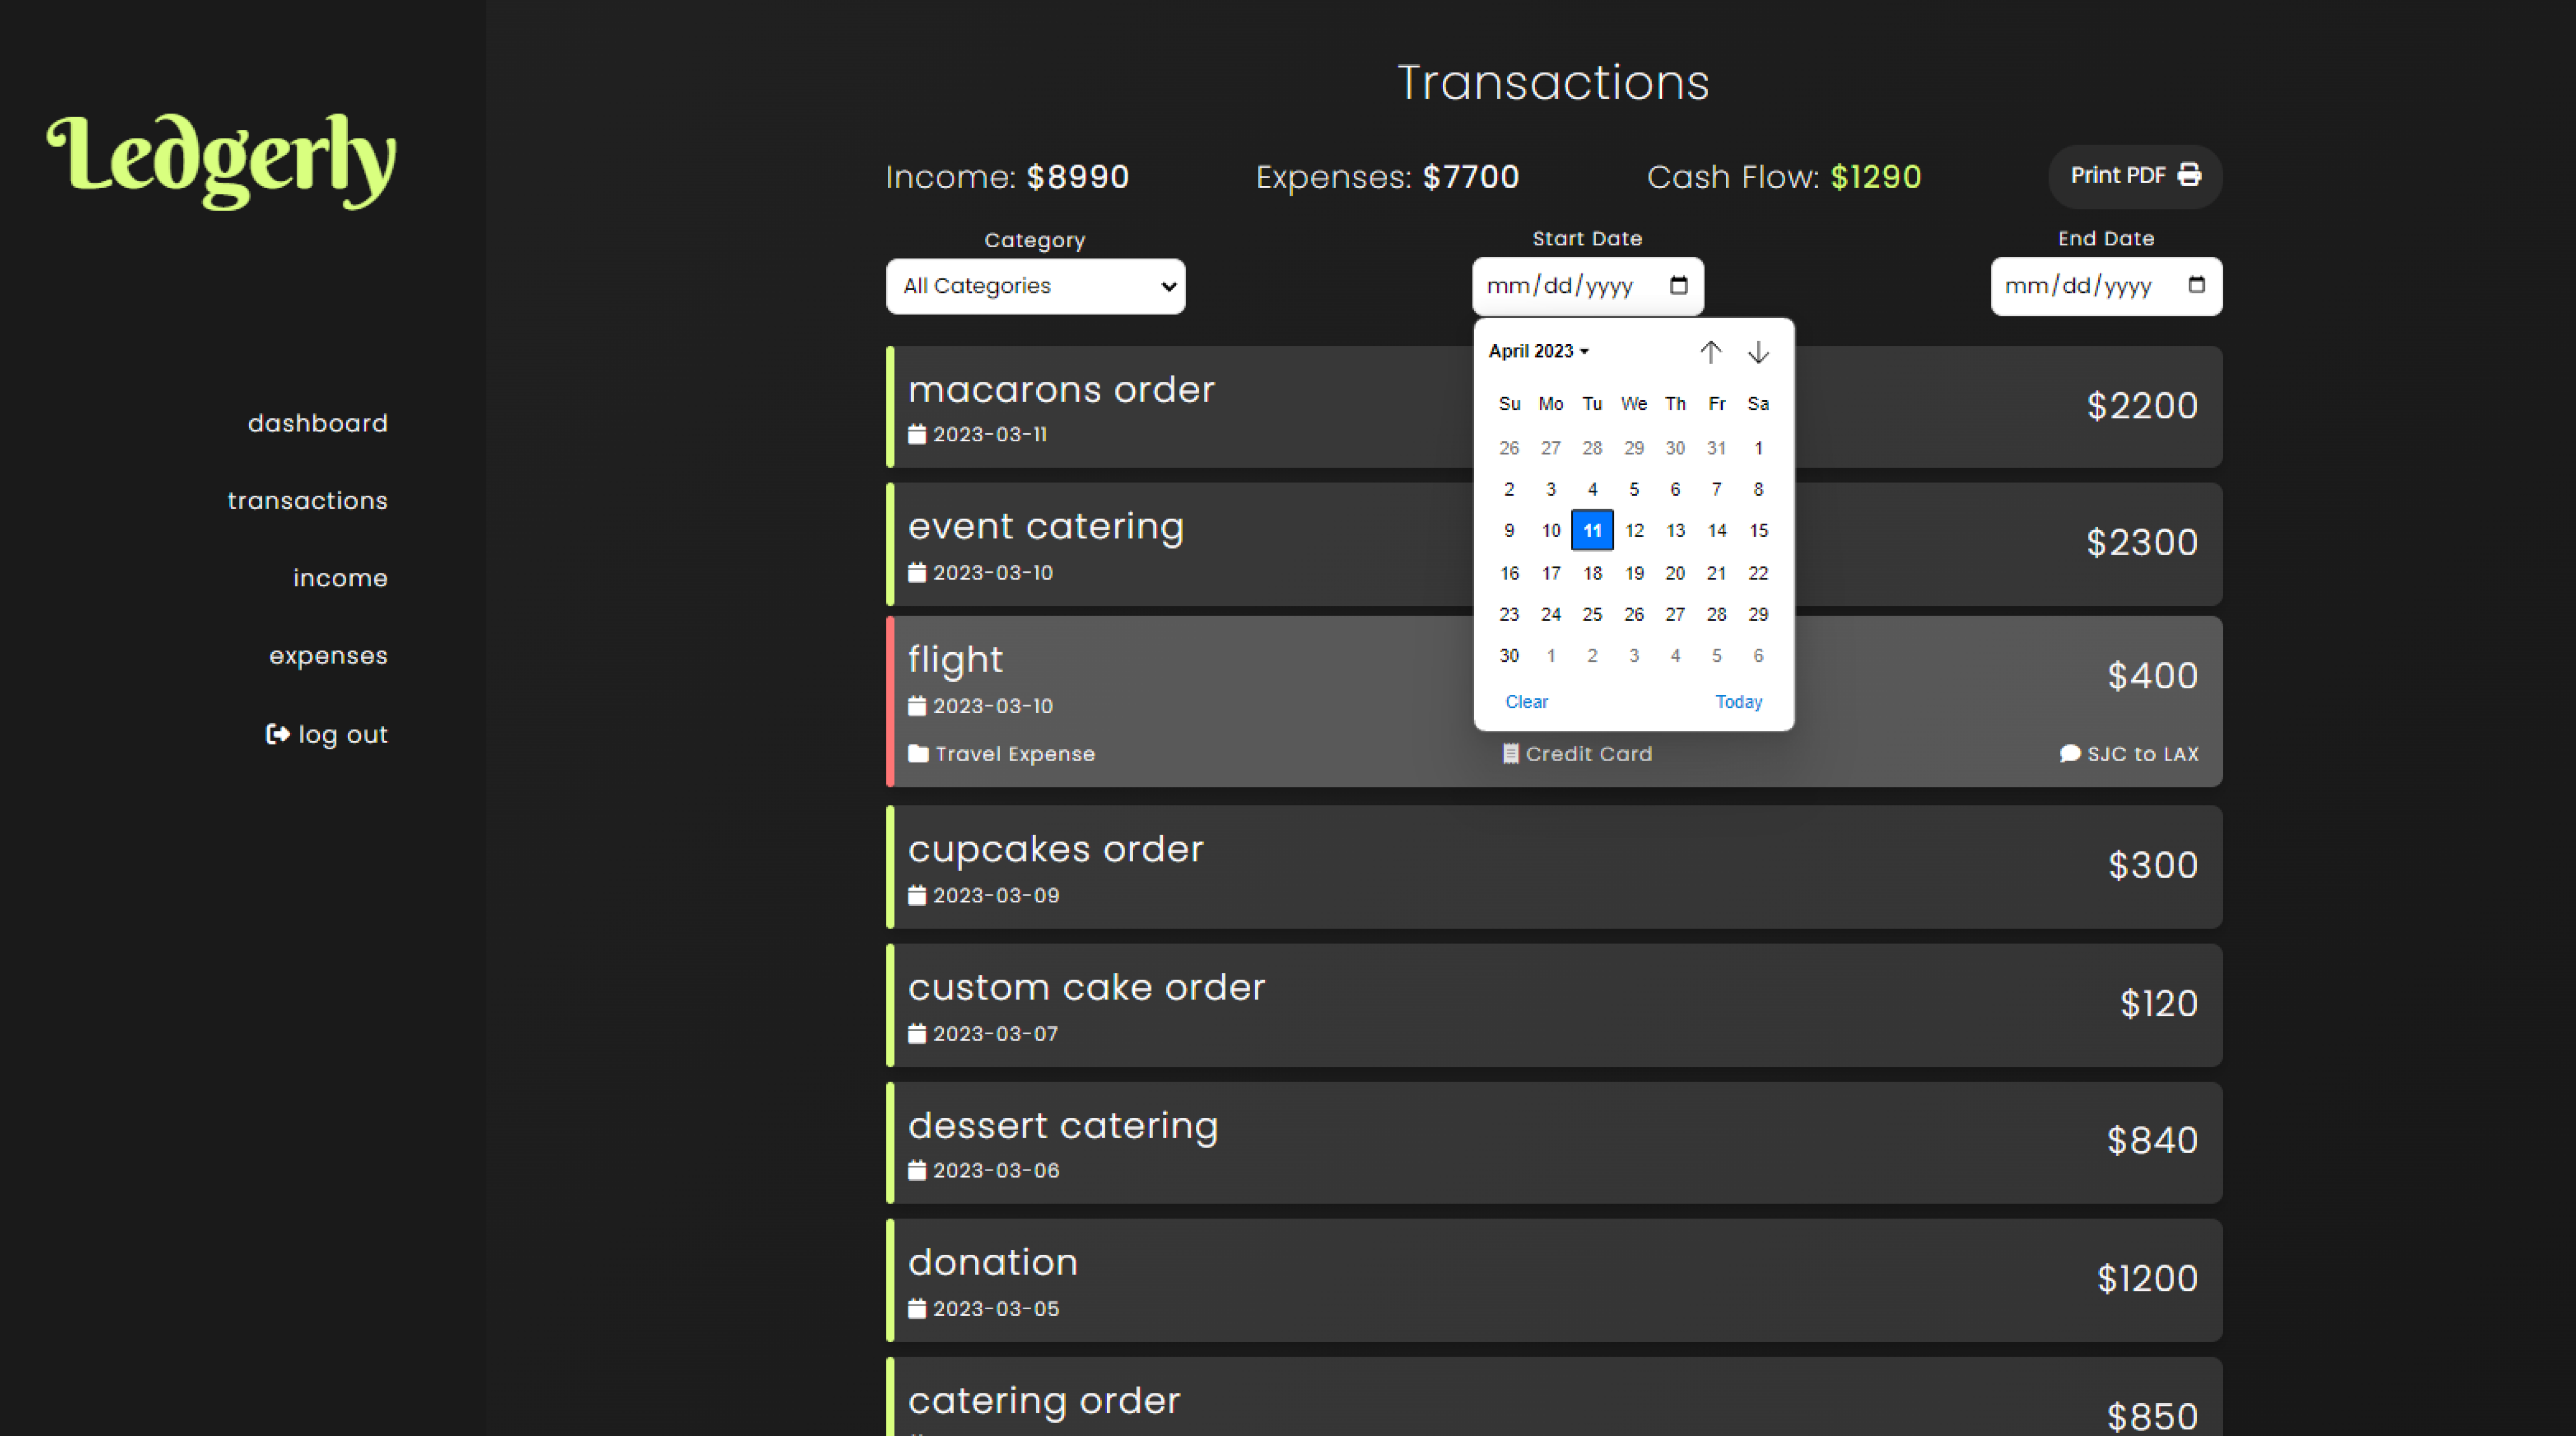 Ledgerly
dashboard
transactions
income
expenses
log out
Transactions
Income: $8990 Expenses: $7700 Cash Flow: $1290 Print PDF
Category Start Date End Date
All Categories mm/dd/yyyy mm/dd/yyyy
April 2023
Su Mo Tu We Th Fr Sa
26 27 28 29 30 31 1
2 3 4 5 6 7 8
9 10 11 12 13 14 15
16 17 18 19 20 21 22
23 24 25 26 27 28 29
30 1 2 3 4 5 6
Clear Today
macarons order $2200
2023-03-11
event catering $2300
2023-03-10
flight $400
2023-03-10
Travel Expense Credit Card SJC to LAX
cupcakes order $300
2023-03-09
custom cake order $120
2023-03-07
dessert catering $840
2023-03-06
donation $1200
2023-03-05
catering order $850